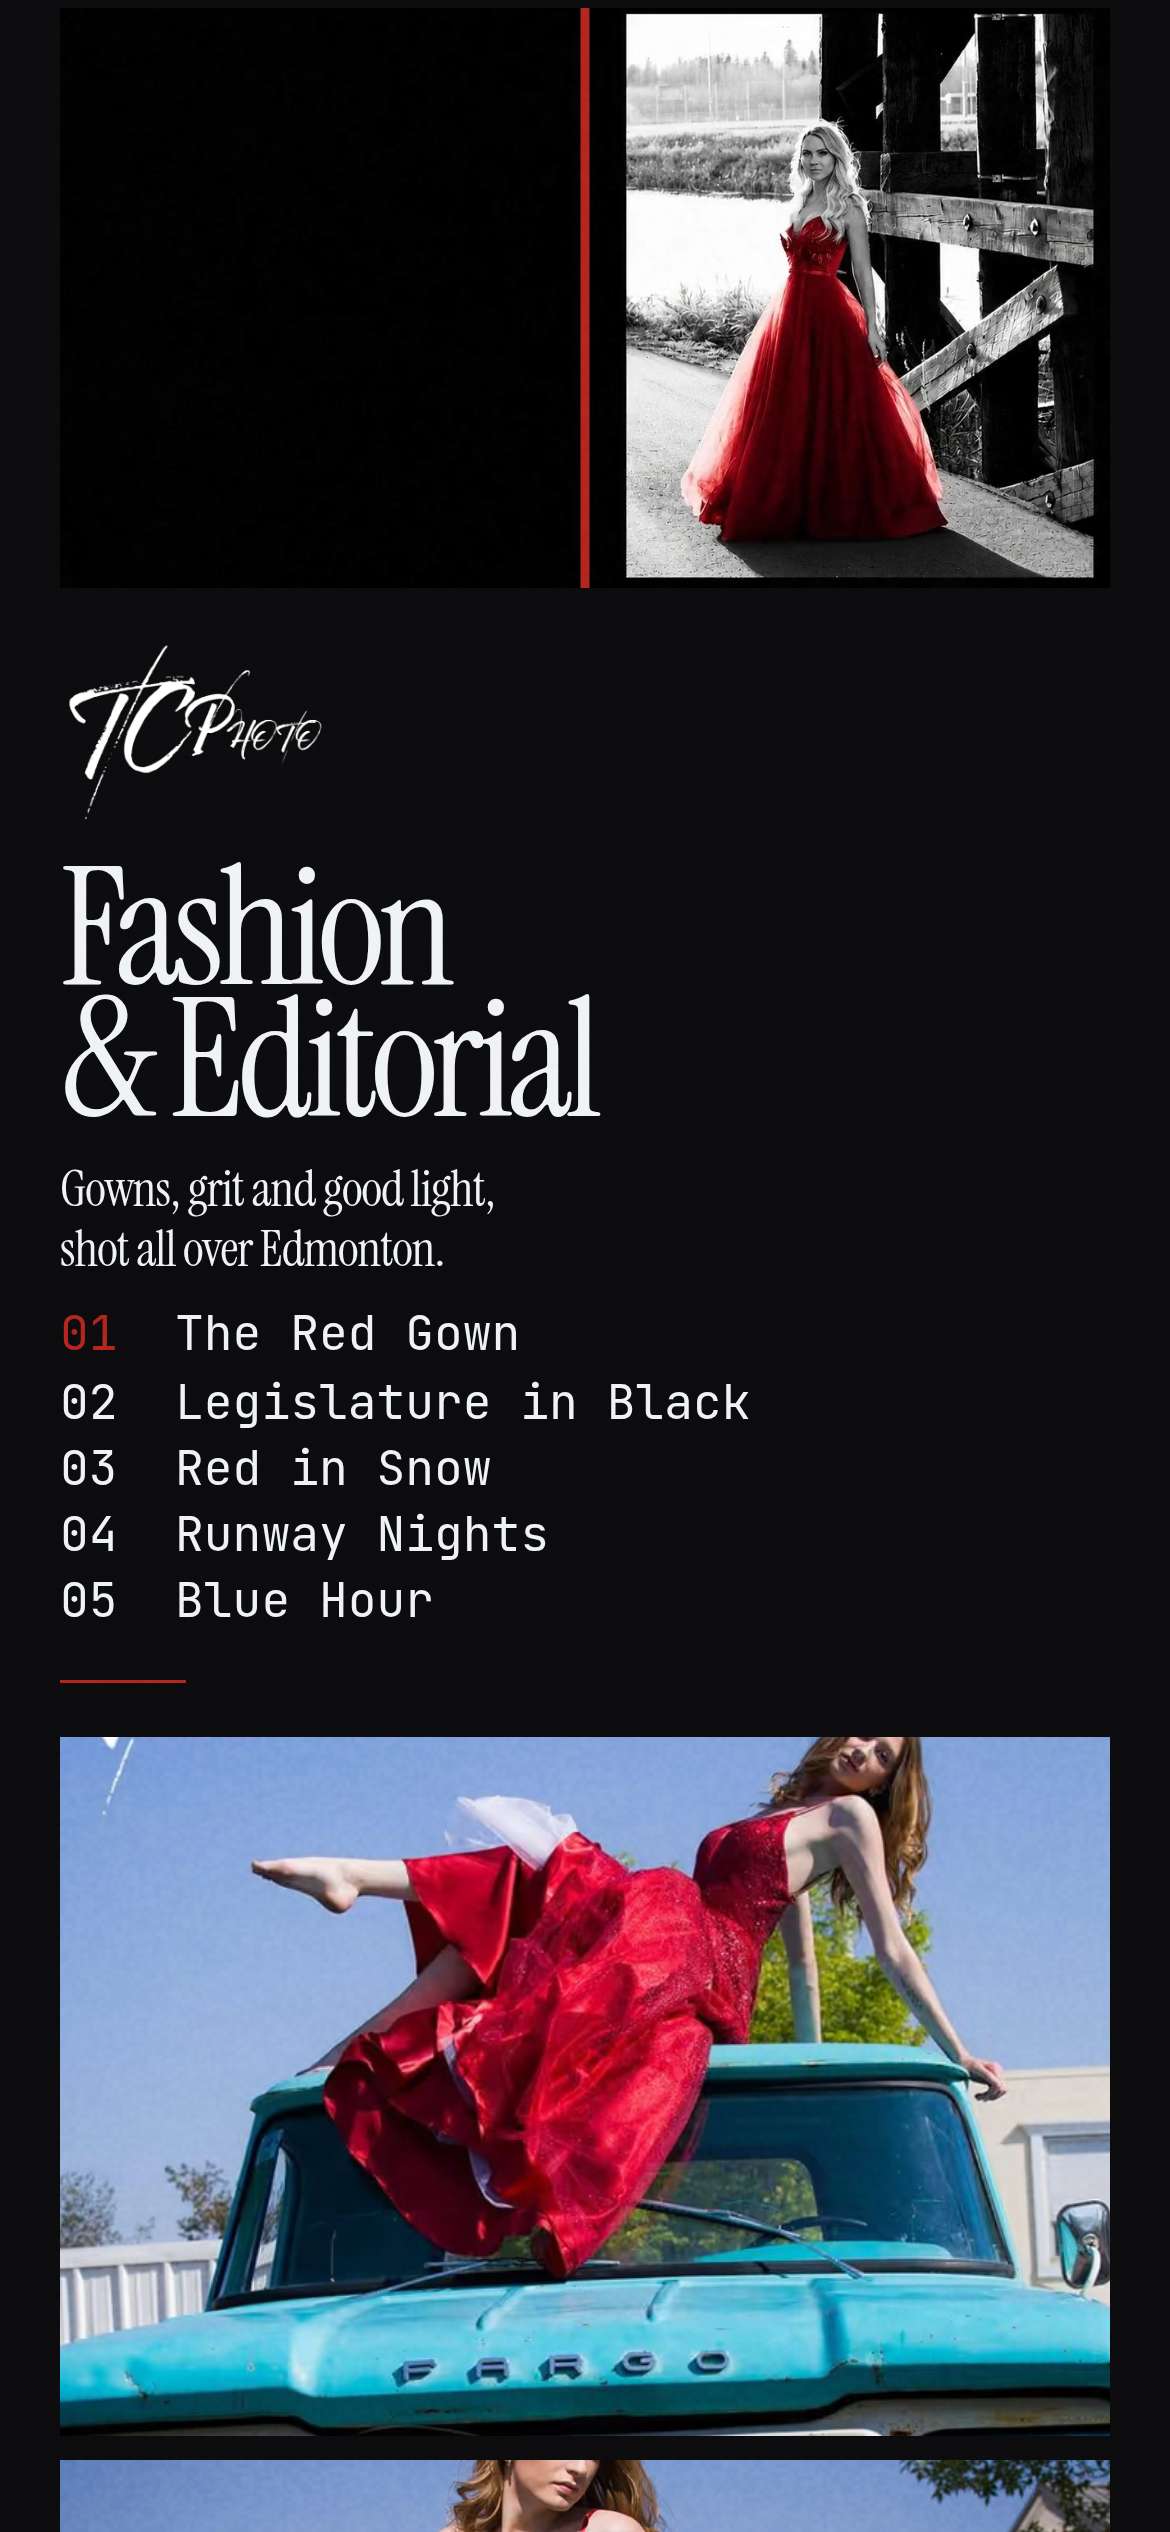 TCPHOTO
Fashion
& Editorial
Gowns, grit and good light,
shot all over Edmonton.
01 The Red Gown
02 Legislature in Black
03 Red in Snow
04 Runway Nights
05 Blue Hour
FARGO